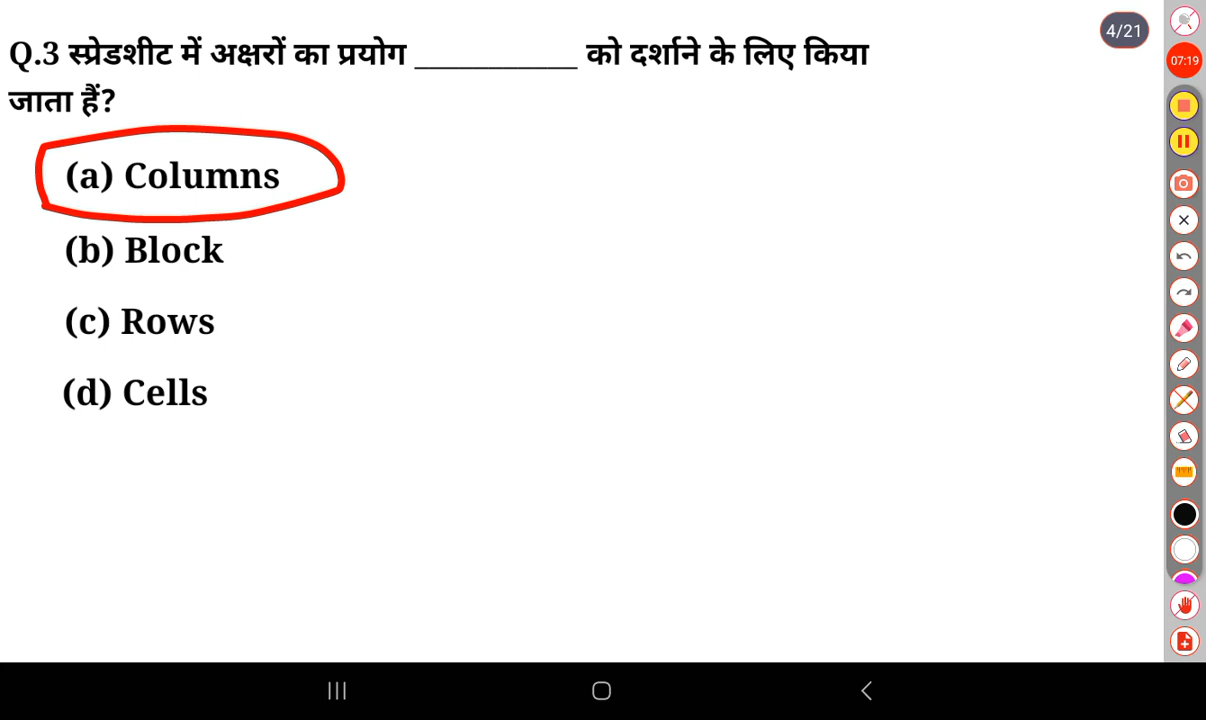 4/21
Q.3 स्प्रेडशीट में अक्षरों का प्रयोग ___________ को दर्शाने के लिए किया
जाता हैं?
(a) Columns
(b) Block
(c) Rows
(d) Cells
07:19